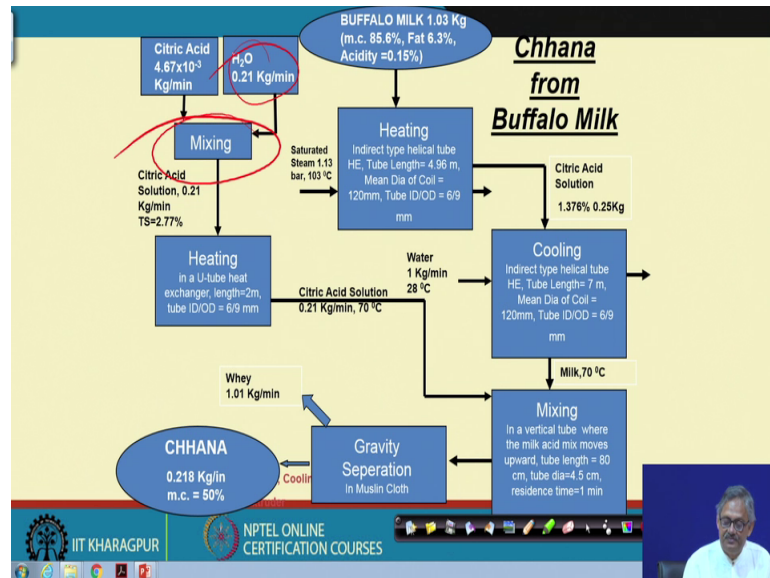 BUFFALO MILK 1.03 Kg
(m.c. 85.6%, Fat 6.3%,
Acidity =0.15%)
Chhana
from
Buffalo Milk
Citric Acid
4.67x10-3
Kg/min
H2O
0.21 Kg/min
Mixing
Citric Acid
Solution, 0.21
Kg/min
TS=2.77%
Heating
in a U-tube heat
exchanger, length=2m,
tube ID/OD = 6/9 mm
Saturated
Steam 1.13
bar, 103 0C
Heating
Indirect type helical tube
HE, Tube Length= 4.96 m,
Mean Dia of Coil =
120mm, Tube ID/OD = 6/9
mm
Citric Acid
Solution
1.376% 0.25Kg
Water
1 Kg/min
28 0C
Cooling
Indirect type helical tube
HE, Tube Length= 7 m,
Mean Dia of Coil =
120mm, Tube ID/OD = 6/9
mm
Citric Acid Solution
0.21 Kg/min, 70 0C
Milk,70 0C
Mixing
In a vertical tube where
the milk acid mix moves
upward, tube length = 80
cm, tube dia=4.5 cm,
residence time=1 min
Whey
1.01 Kg/min
Gravity
Seperation
In Muslin Cloth
CHHANA
0.218 Kg/in
m.c. = 50%
IIT KHARAGPUR
NPTEL ONLINE
CERTIFICATION COURSES